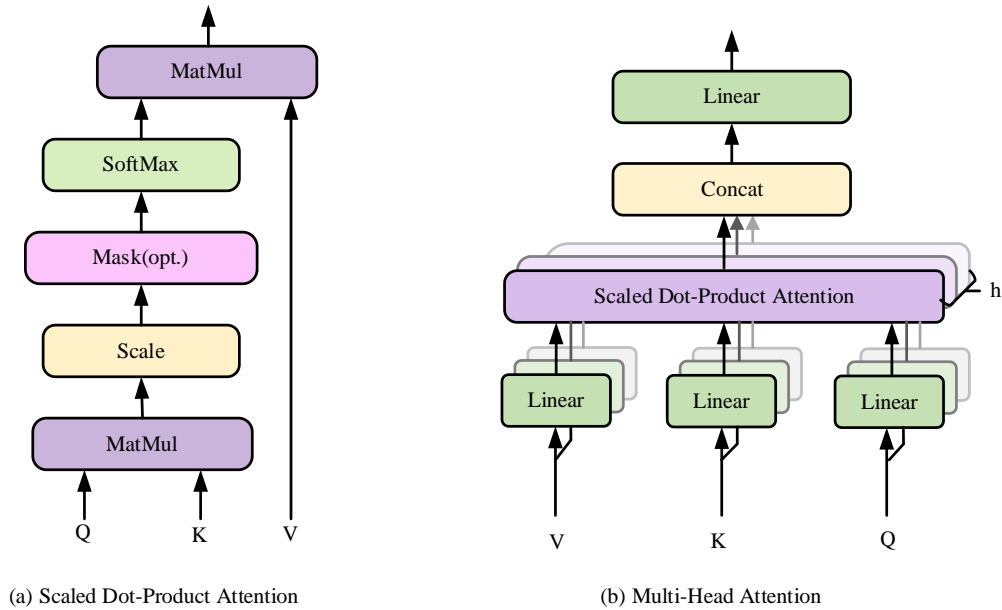 MatMul
SoftMax
Mask(opt.)
Scale
MatMul
Q
K
V
(a) Scaled Dot-Product Attention
Linear
Concat
Scaled Dot-Product Attention
h
Linear
Linear
Linear
V
K
Q
(b) Multi-Head Attention